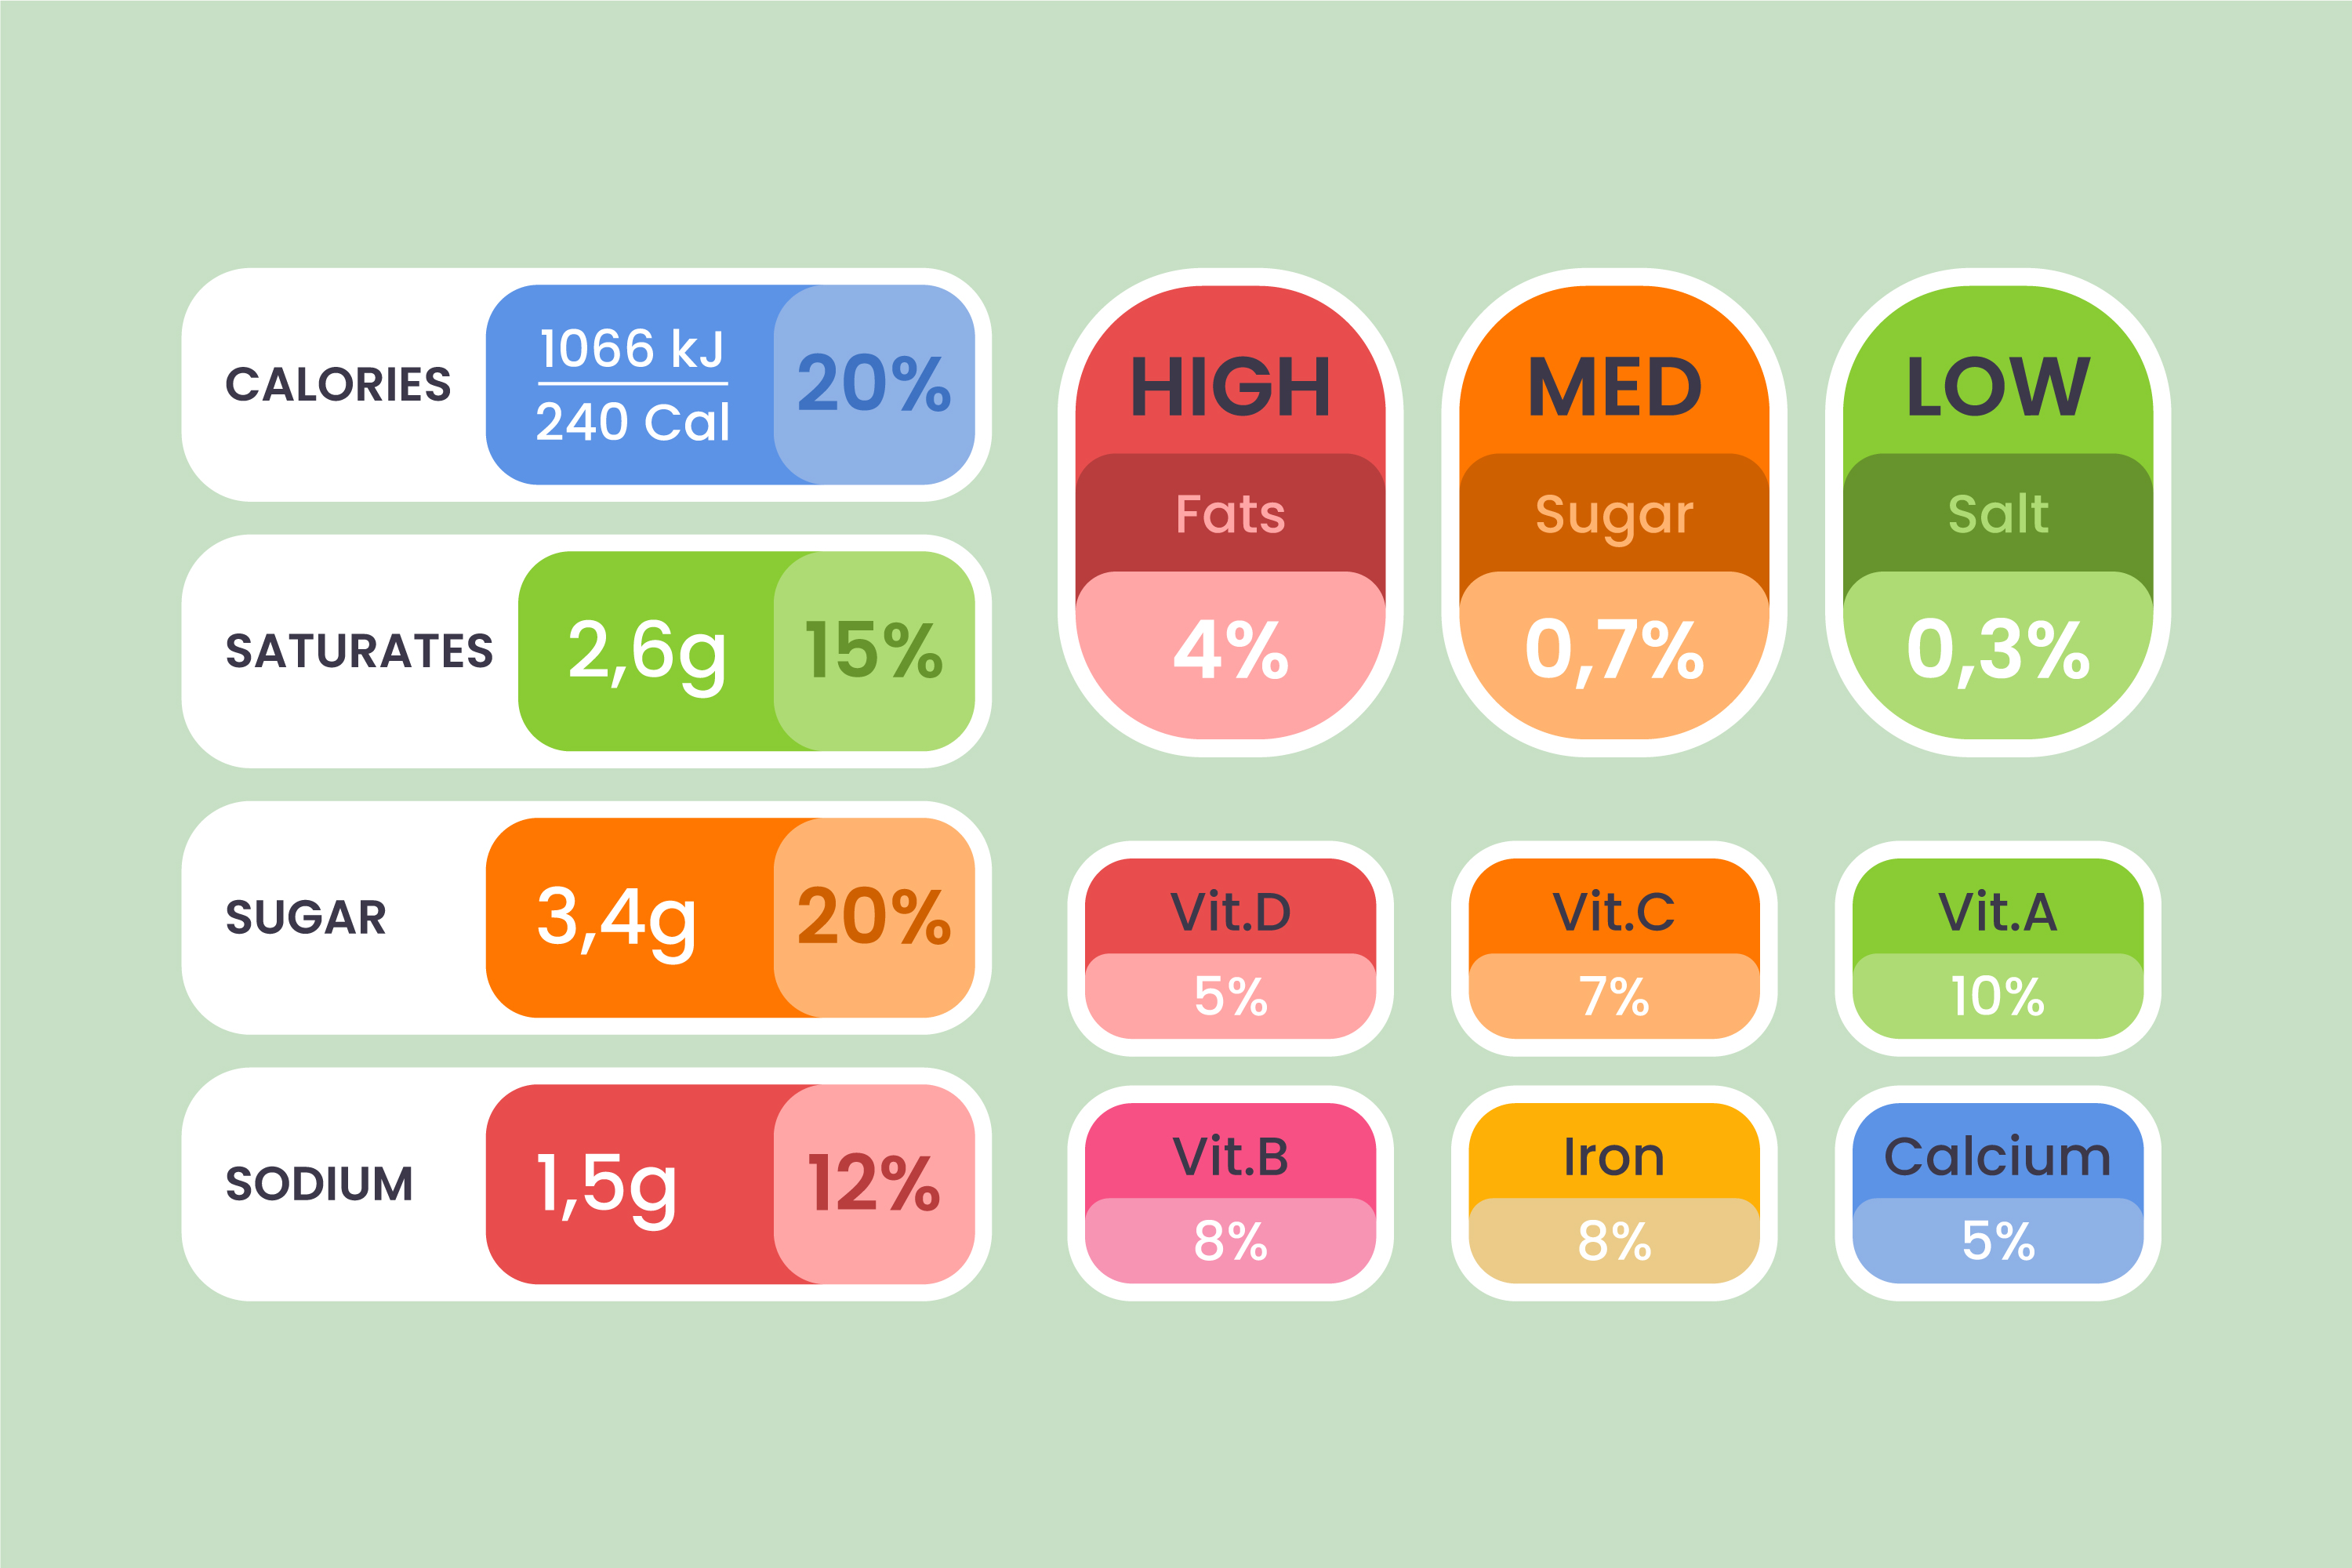 CALORIES
1066 kJ
240 Cal
20%
SATURATES
2,6g
15%
SUGAR
3,4g
20%
SODIUM
1,5g
12%
HIGH
Fats
4%
MED
Sugar
0,7%
LOW
Salt
0,3%
Vit.D
5%
Vit.C
7%
Vit.A
10%
Vit.B
8%
Iron
8%
Calcium
5%